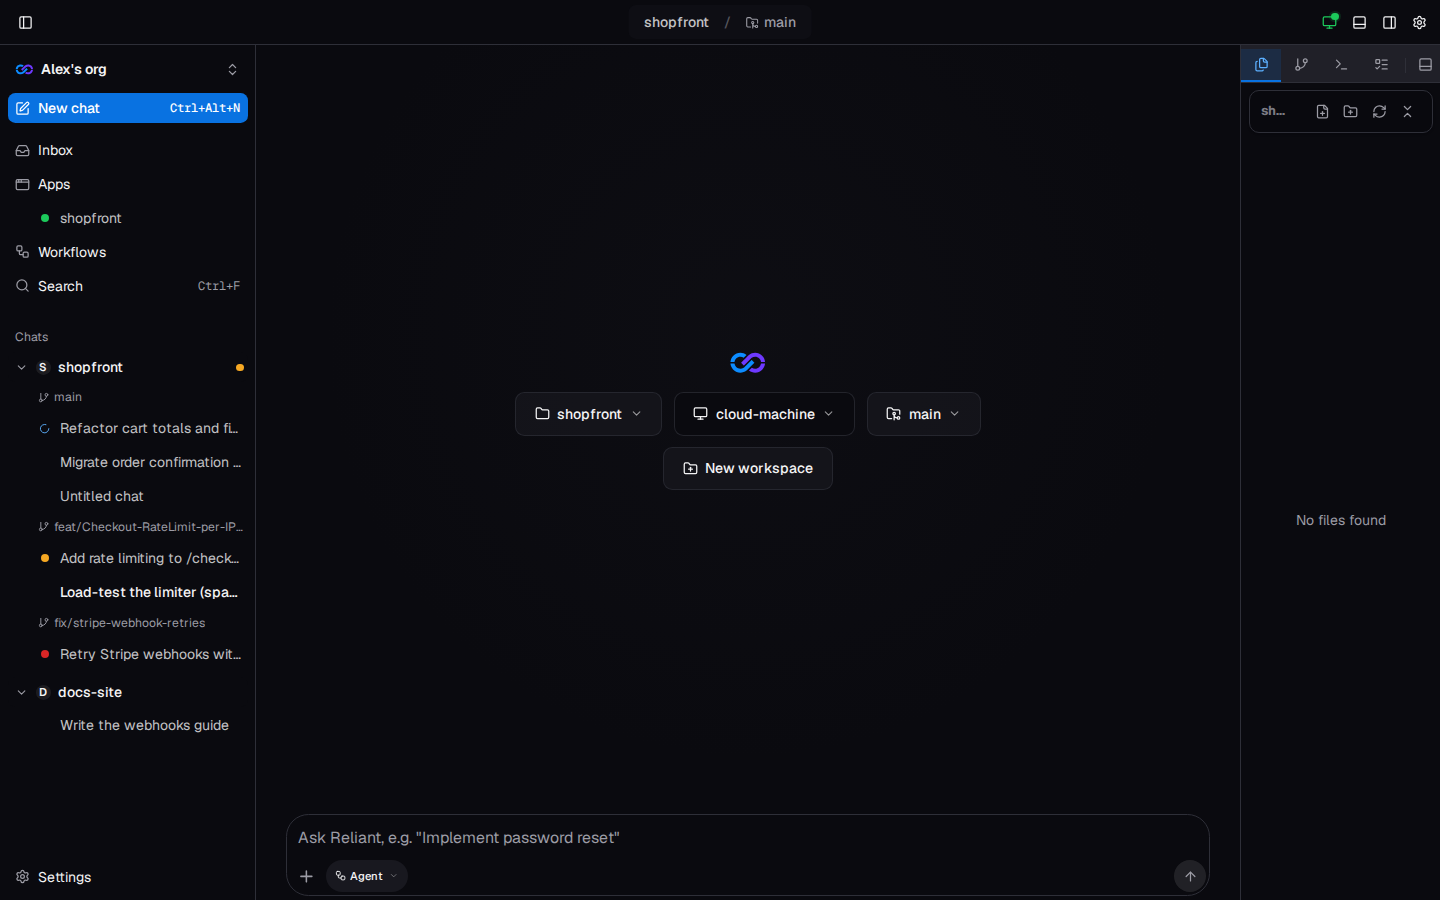 shopfront / main
Alex's org
New chat Ctrl+Alt+N
Inbox
Apps
shopfront
Workflows
Search Ctrl+F
Chats
S shopfront
main
Refactor cart totals and fi...
Migrate order confirmation ...
Untitled chat
feat/Checkout-RateLimit-per-IP...
Add rate limiting to /check...
Load-test the limiter (spa...
fix/stripe-webhook-retries
Retry Stripe webhooks wit...
D docs-site
Write the webhooks guide
Settings
shopfront cloud-machine main
New workspace
Ask Reliant, e.g. "Implement password reset"
Agent
sh...
No files found